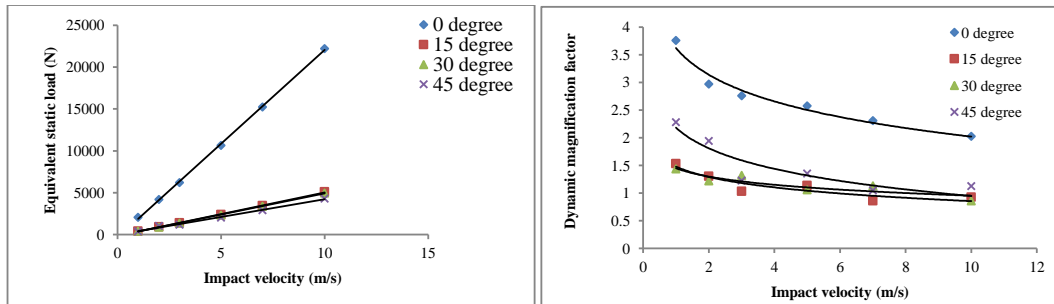 25000
20000
15000
10000
5000
0
0
5
10
15
Equivalent static load (N)
Impact velocity (m/s)
0 degree
15 degree
30 degree
45 degree
4
3.5
3
2.5
2
1.5
1
0.5
0
0
2
4
6
8
10
12
Dynamic magnification factor
Impact velocity (m/s)
0 degree
15 degree
30 degree
45 degree